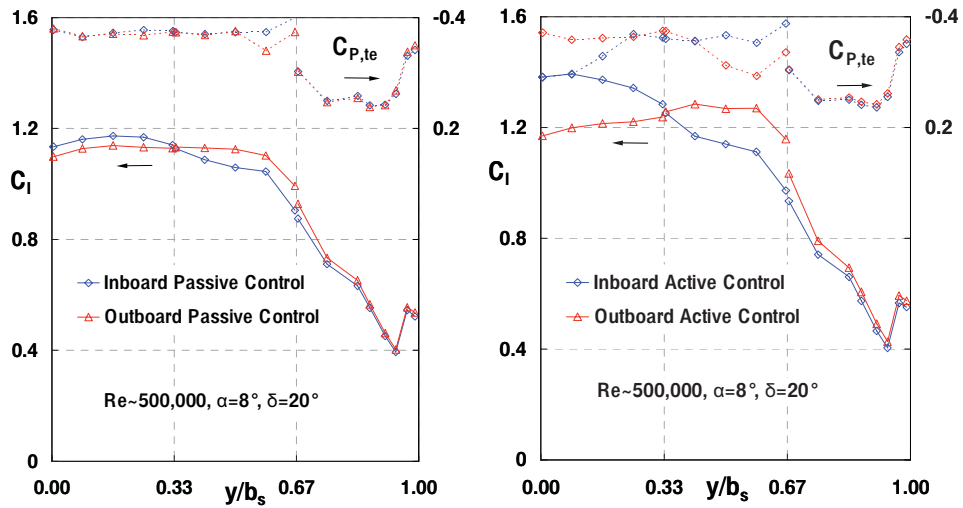 1.6
-0.4
C_P,te
1.2
0.2
C_l
0.8
Inboard Passive Control
Outboard Passive Control
0.4
Re~500,000, α=8°, δ=20°
0
0.00
0.33
y/b_s
0.67
1.00
1.6
-0.4
C_P,te
1.2
0.2
C_l
0.8
Inboard Active Control
Outboard Active Control
0.4
Re~500,000, α=8°, δ=20°
0
0.00
0.33
y/b_s
0.67
1.00